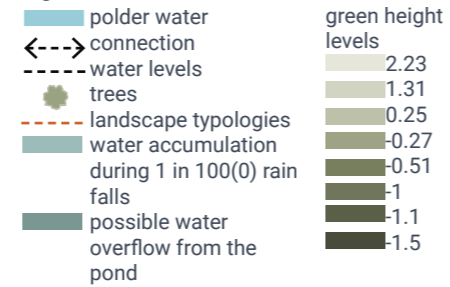 polder water
connection
water levels
trees
landscape typologies
water accumulation
during 1 in 100(0) rain
falls
possible water
overflow from the
pond
green height
levels
2.23
1.31
0.25
-0.27
-0.51
-1
-1.1
-1.5